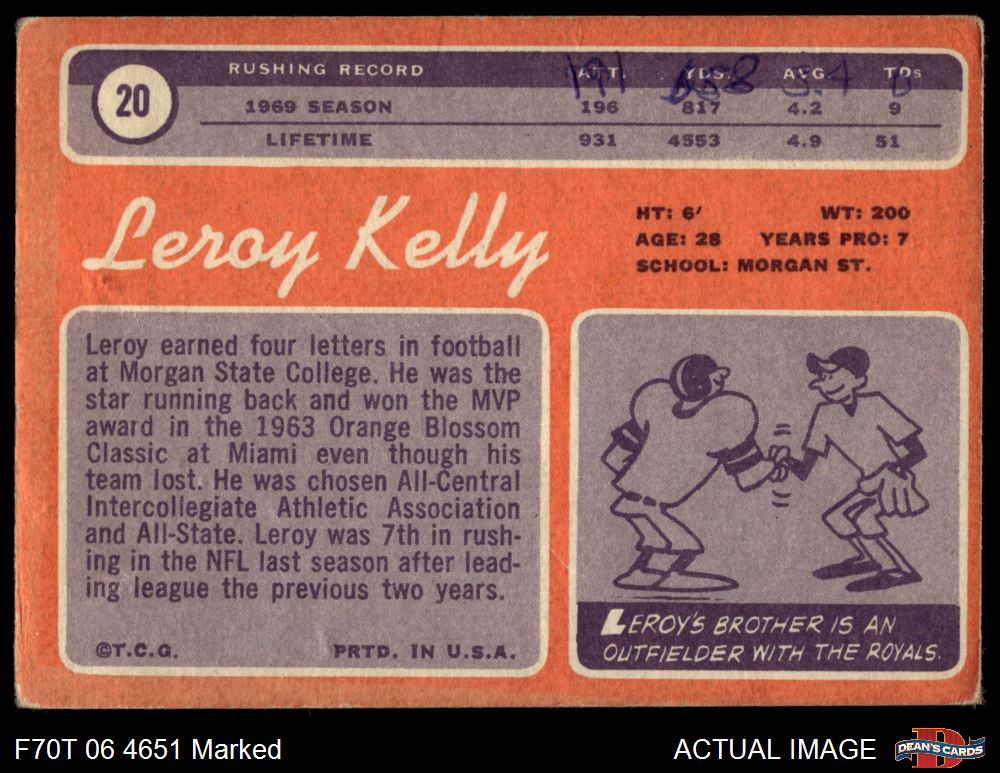 20
RUSHING RECORD ATT. YDS. AVG. TDs
191 658 3.4 0
1969 SEASON 196 817 4.2 9
LIFETIME 931 4553 4.9 51
Leroy Kelly
HT: 6' WT: 200
AGE: 28 YEARS PRO: 7
SCHOOL: MORGAN ST.
Leroy earned four letters in football
at Morgan State College. He was the
star running back and won the MVP
award in the 1963 Orange Blossom
Classic at Miami even though his
team lost. He was chosen All-Central
Intercollegiate Athletic Association
and All-State. Leroy was 7th in rush-
ing in the NFL last season after lead-
ing league the previous two years.
©T.C.G. PRTD. IN U.S.A.
LEROY'S BROTHER IS AN
OUTFIELDER WITH THE ROYALS.
F70T 06 4651 Marked
ACTUAL IMAGE
DEAN'S CARDS